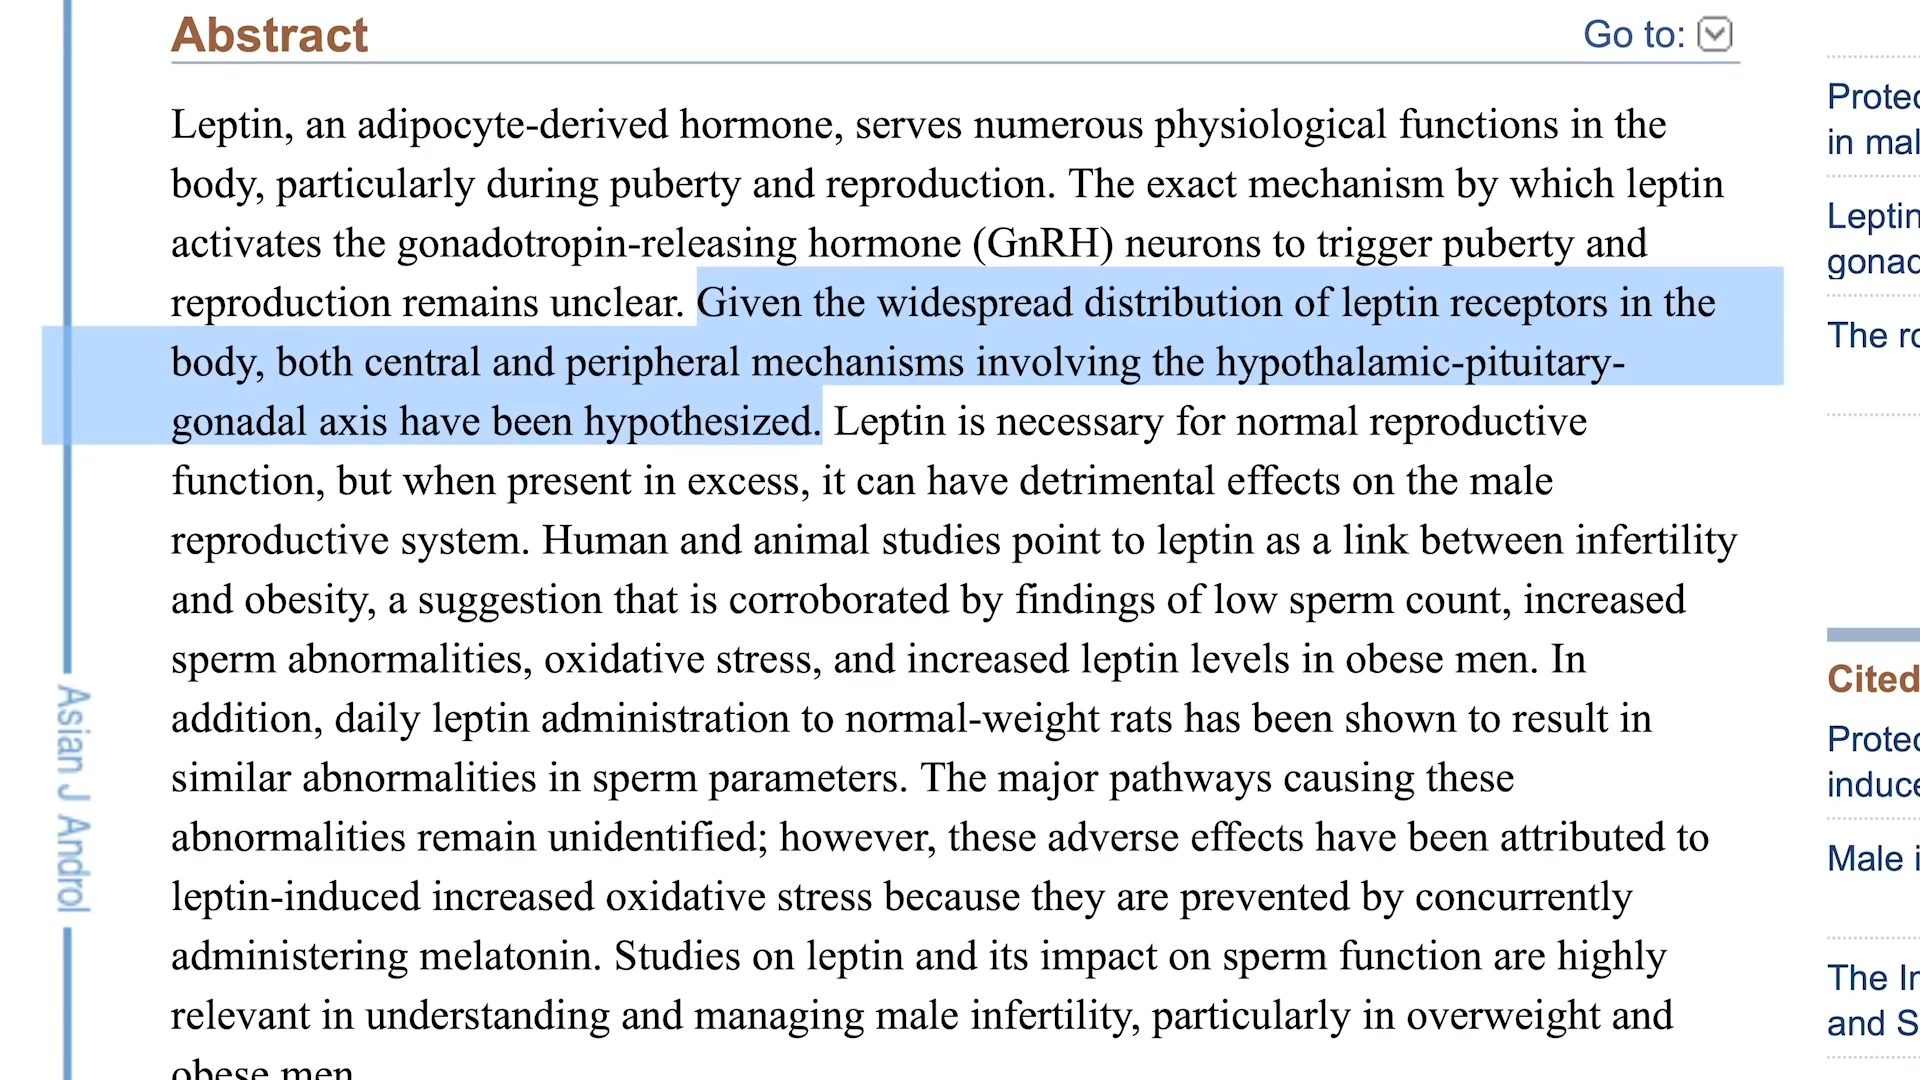 Abstract
Go to:
Leptin, an adipocyte-derived hormone, serves numerous physiological functions in the
body, particularly during puberty and reproduction. The exact mechanism by which leptin
activates the gonadotropin-releasing hormone (GnRH) neurons to trigger puberty and
reproduction remains unclear. Given the widespread distribution of leptin receptors in the
body, both central and peripheral mechanisms involving the hypothalamic-pituitary-
gonadal axis have been hypothesized. Leptin is necessary for normal reproductive
function, but when present in excess, it can have detrimental effects on the male
reproductive system. Human and animal studies point to leptin as a link between infertility
and obesity, a suggestion that is corroborated by findings of low sperm count, increased
sperm abnormalities, oxidative stress, and increased leptin levels in obese men. In
addition, daily leptin administration to normal-weight rats has been shown to result in
similar abnormalities in sperm parameters. The major pathways causing these
abnormalities remain unidentified; however, these adverse effects have been attributed to
leptin-induced increased oxidative stress because they are prevented by concurrently
administering melatonin. Studies on leptin and its impact on sperm function are highly
relevant in understanding and managing male infertility, particularly in overweight and
obese men.
Asian J Androl
Protec
in mal
Leptin
gonad
The ro
Cited
Protec
induce
Male i
The In
and S